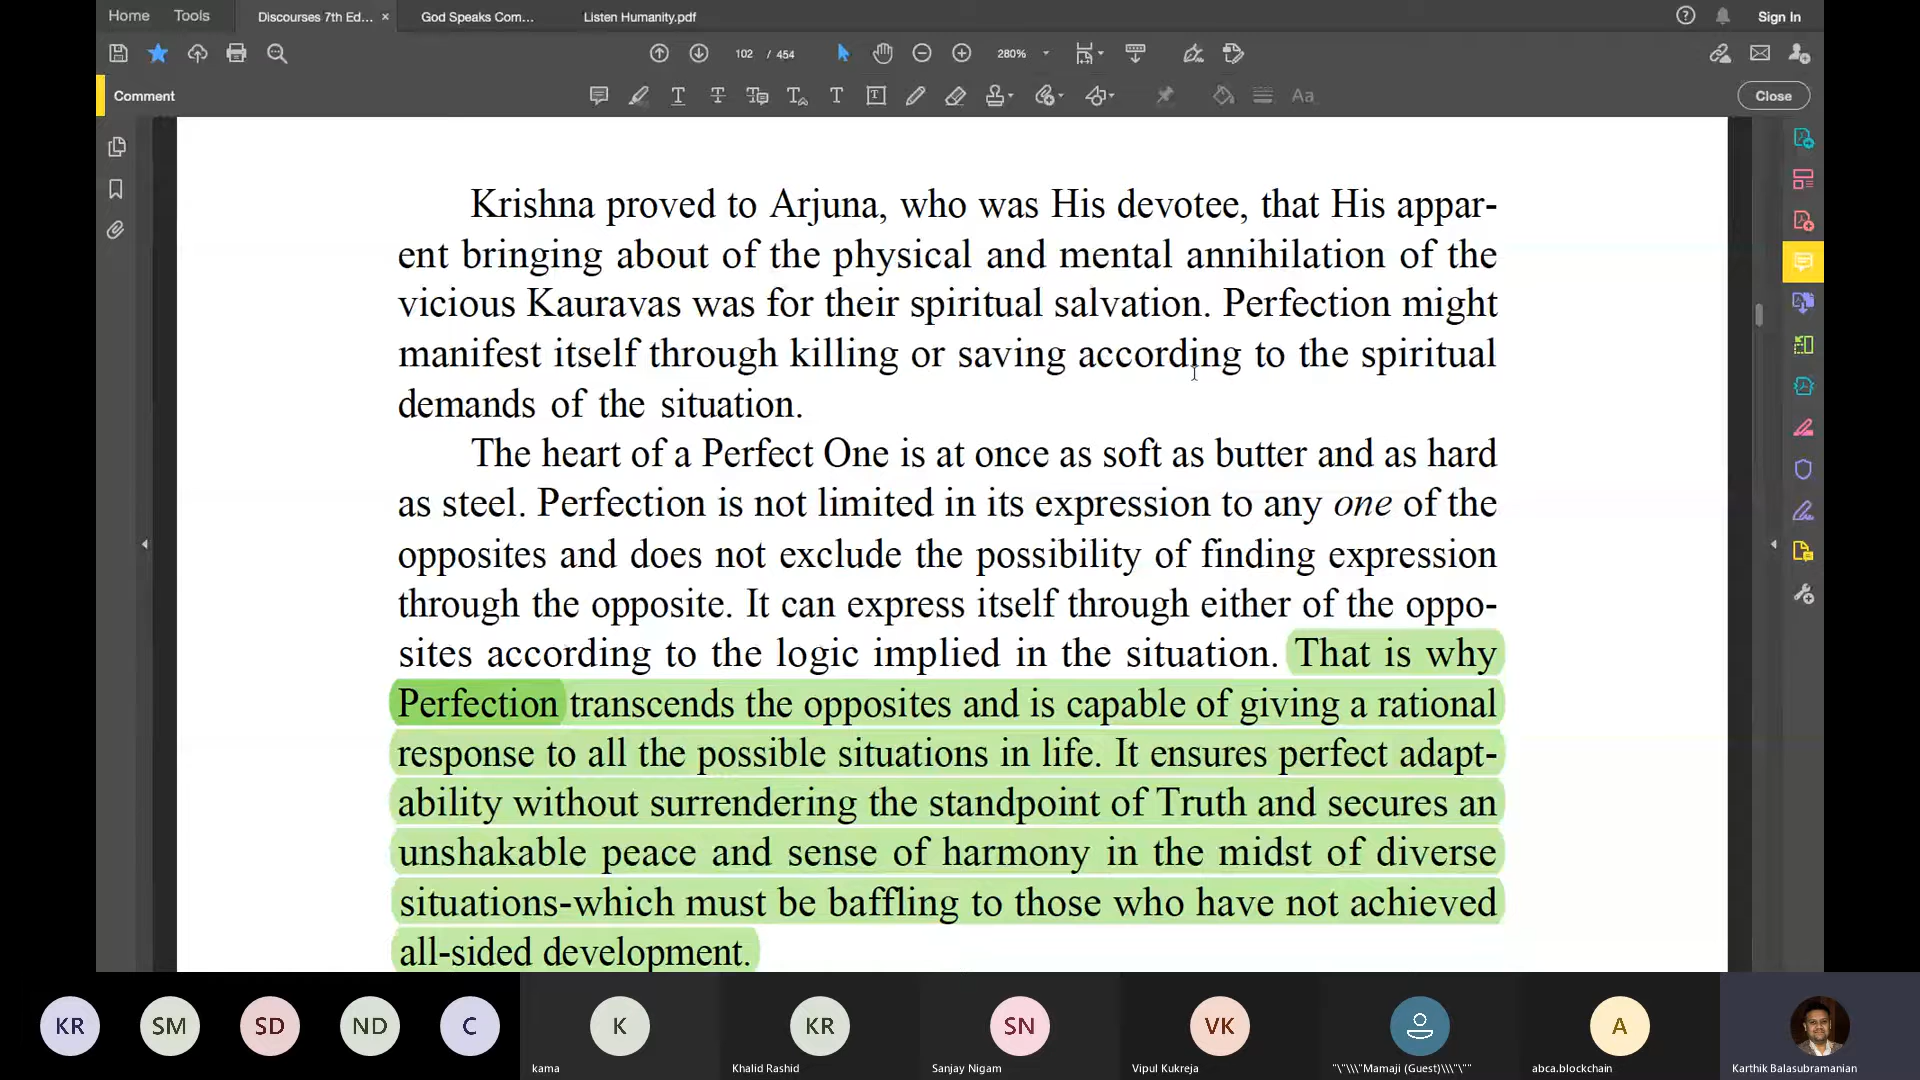 Home Tools Discourses 7th Ed... × God Speaks Com... Listen Humanity.pdf Sign In
102 / 454 280%
Comment Aa Close
Krishna proved to Arjuna, who was His devotee, that His appar-
ent bringing about of the physical and mental annihilation of the
vicious Kauravas was for their spiritual salvation. Perfection might
manifest itself through killing or saving according to the spiritual
demands of the situation.
The heart of a Perfect One is at once as soft as butter and as hard
as steel. Perfection is not limited in its expression to any one of the
opposites and does not exclude the possibility of finding expression
through the opposite. It can express itself through either of the oppo-
sites according to the logic implied in the situation. That is why
Perfection transcends the opposites and is capable of giving a rational
response to all the possible situations in life. It ensures perfect adapt-
ability without surrendering the standpoint of Truth and secures an
unshakable peace and sense of harmony in the midst of diverse
situations-which must be baffling to those who have not achieved
all-sided development.
KR SM SD ND C K KR SN VK A
kama Khalid Rashid Sanjay Nigam Vipul Kukreja "\"\\\"Mamaji (Guest)\\\"\"" abca.blockchain Karthik Balasubramanian